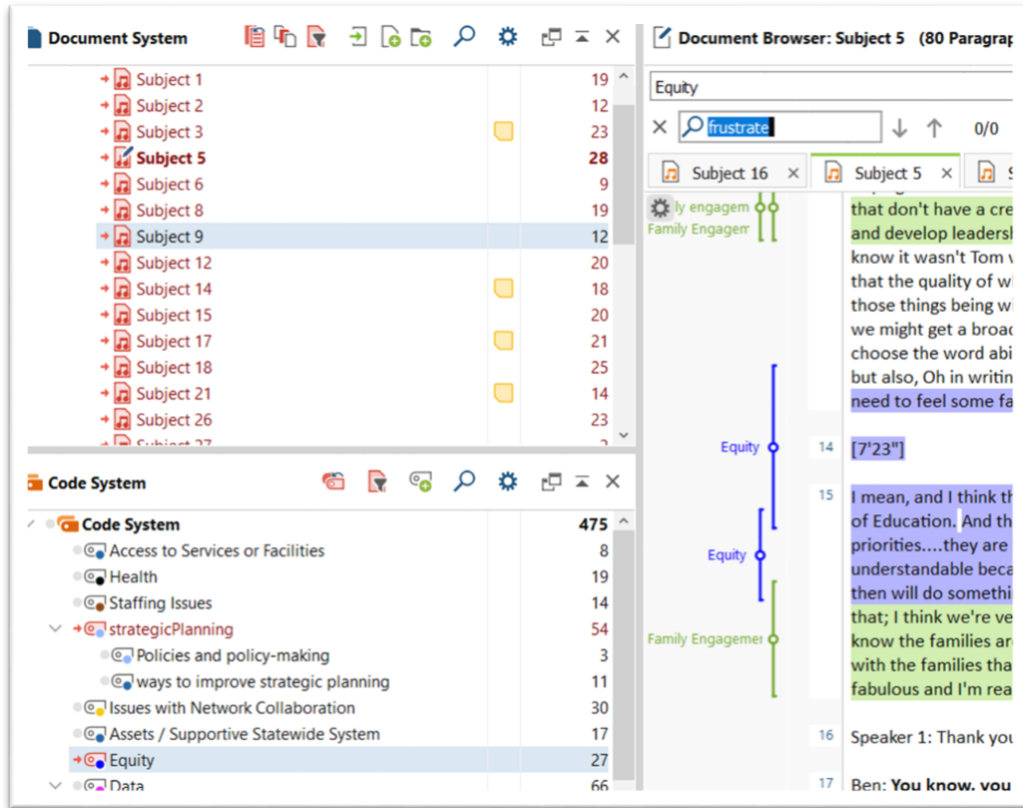 Document System
Subject 1 19
Subject 2 12
Subject 3 23
Subject 5 28
Subject 6 9
Subject 8 19
Subject 9 12
Subject 12 20
Subject 14 18
Subject 15 20
Subject 17 21
Subject 18 25
Subject 21 14
Subject 26 23
Subject 27 2
Code System
Code System 475
Access to Services or Facilities 8
Health 19
Staffing Issues 14
strategicPlanning 54
Policies and policy-making 3
ways to improve strategic planning 11
Issues with Network Collaboration 30
Assets / Supportive Statewide System 17
Equity 27
Data 66
Document Browser: Subject 5 (80 Paragrap
Equity
frustrate 0/0
Subject 16 Subject 5 S
ly engagem
Family Engagem
that don't have a cre
and develop leadersh
know it wasn't Tom
that the quality of w
those things being wi
we might get a broad
choose the word abi
but also, Oh in writin
need to feel some fa
Equity 14 [7'23"]
15 I mean, and I think th
of Education. And th
priorities....they are
Equity
understandable beca
then will do somethi
that; I think we're ve
Family Engagemen
know the families are
with the families tha
fabulous and I'm rea
16 Speaker 1: Thank you
17 Ben: You know, you